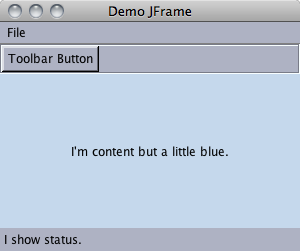 Demo JFrame
File
Toolbar Button
I'm content but a little blue.
I show status.